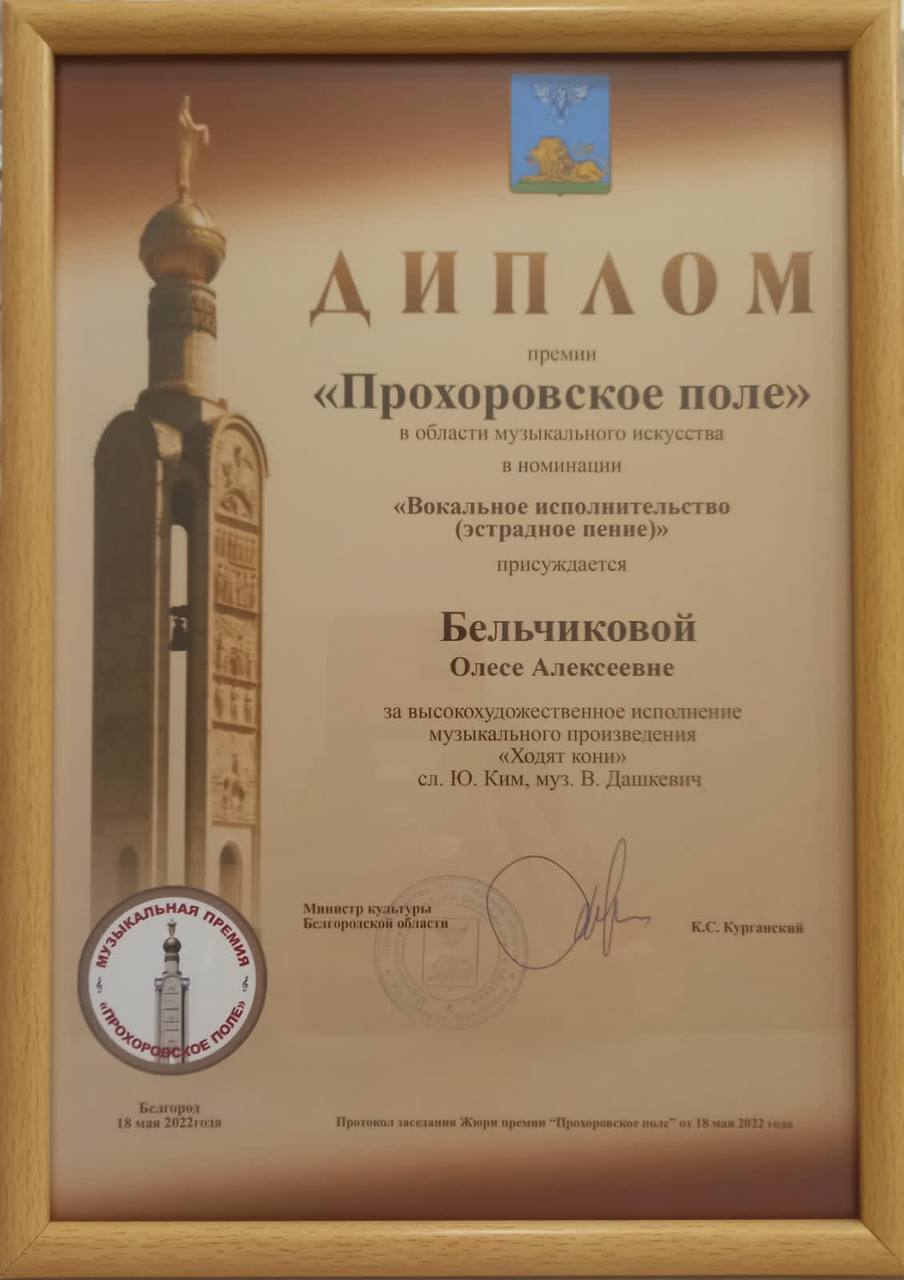 ДИПЛОМ
премии
«Прохоровское поле»
в области музыкального искусства
в номинации
«Вокальное исполнительство
(эстрадное пение)»
присуждается
Бельчиковой
Олесе Алексеевне
за высокохудожественное исполнение
музыкального произведения
«Ходят кони»
сл. Ю. Ким, муз. В. Дашкевич
Министр культуры
Белгородской области
К.С. Курганский
МУЗЫКАЛЬНАЯ ПРЕМИЯ
«ПРОХОРОВСКОЕ ПОЛЕ»
Белгород
18 мая 2022года
Протокол заседания Жюри премии “Прохоровское поле” от 18 мая 2022 года